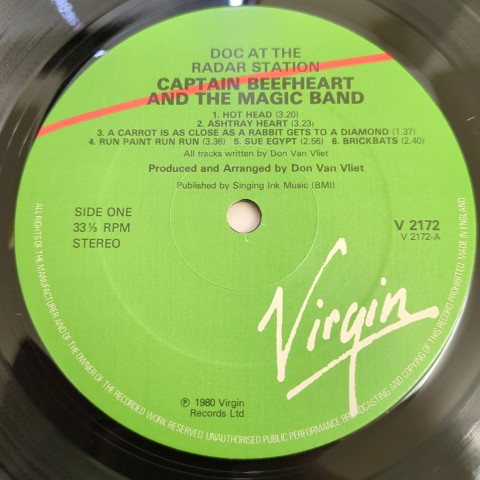 DOC AT THE
RADAR STATION
CAPTAIN BEEFHEART
AND THE MAGIC BAND
1. HOT HEAD (3.20)
2. ASHTRAY HEART (3.23)
3. A CARROT IS AS CLOSE AS A RABBIT GETS TO A DIAMOND (1.37)
4. RUN PAINT RUN RUN (3.36) 5. SUE EGYPT (2.56) 6. BRICKBATS (2.40)
All tracks written by Don Van Vliet
Produced and Arranged by Don Van Vliet
Published by Singing Ink Music (BMI)
SIDE ONE
33⅓ RPM
STEREO
V 2172
V 2172-A
Virgin
℗ 1980 Virgin
Records Ltd
ALL RIGHTS OF THE MANUFACTURER AND OF THE OWNER OF THE RECORDED WORK RESERVED. UNAUTHORISED PUBLIC PERFORMANCE BROADCASTING AND COPYING OF THIS RECORD PROHIBITED. MADE IN ENGLAND.